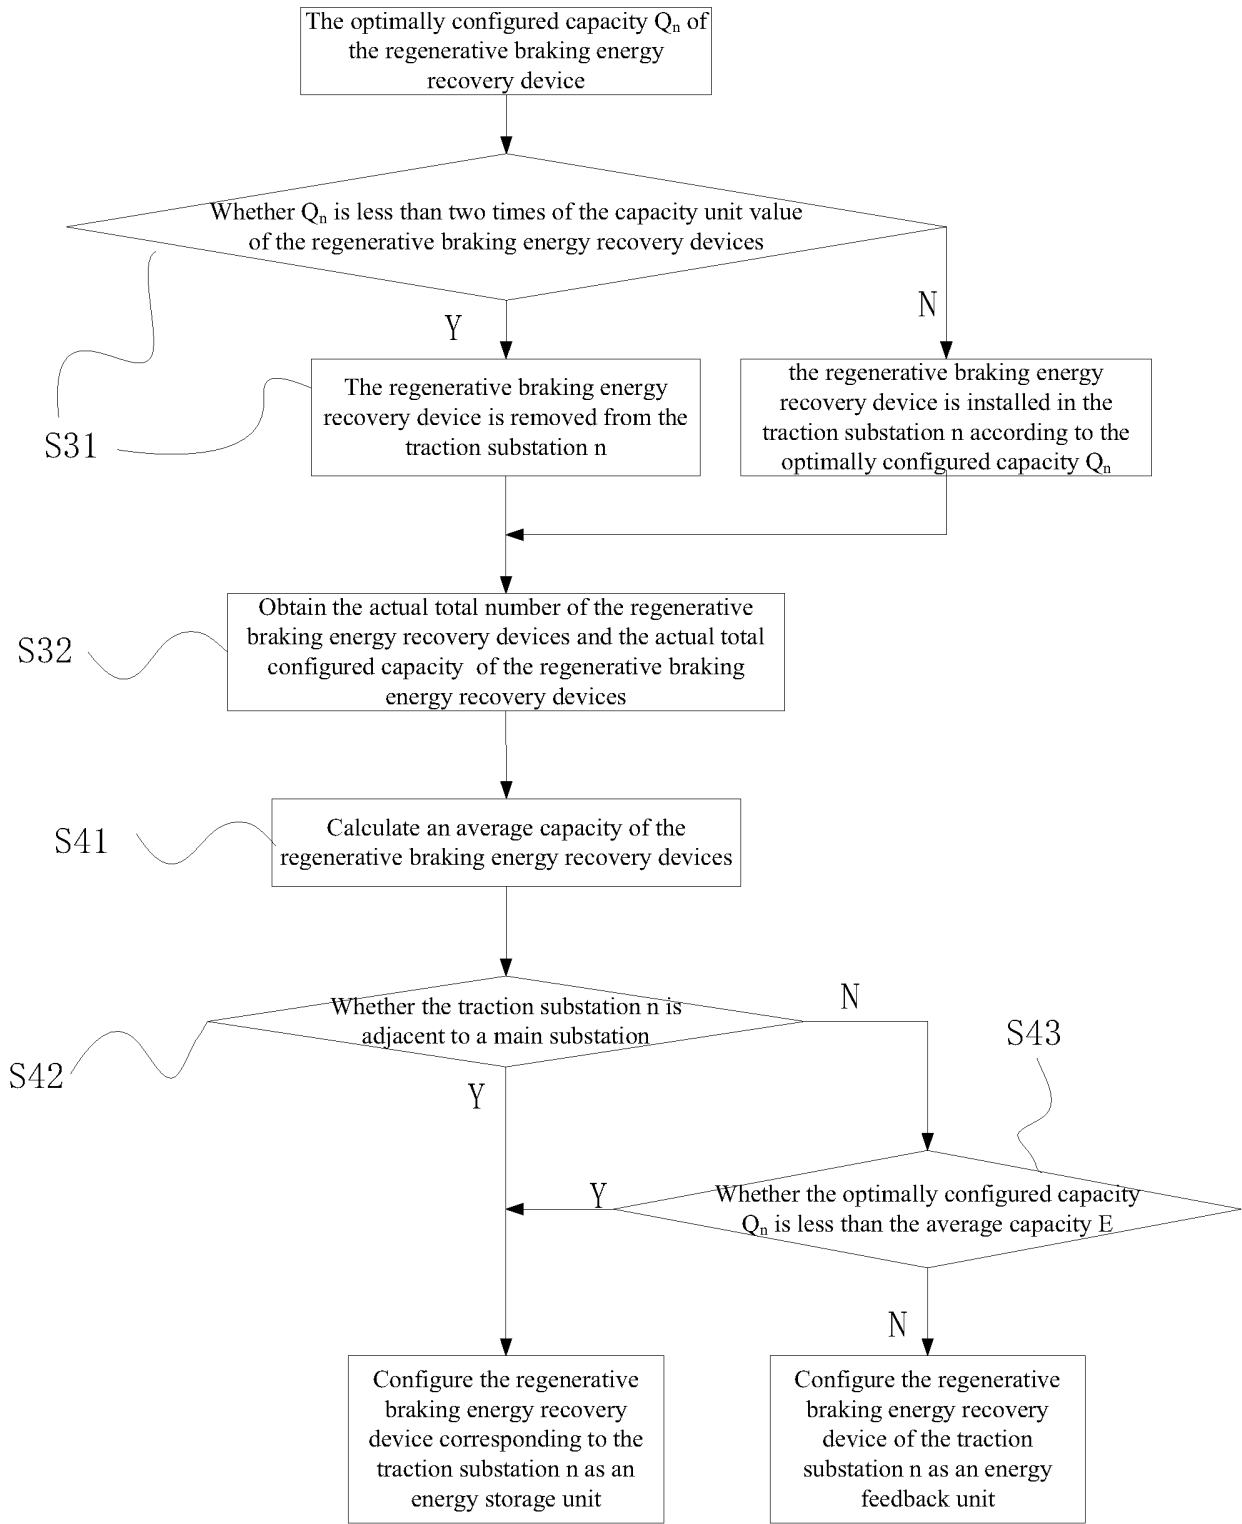 The optimally configured capacity Qn of
the regenerative braking energy
recovery device
Whether Qn is less than two times of the capacity unit value
of the regenerative braking energy recovery devices
Y
N
The regenerative braking energy
recovery device is removed from the
traction substation n
the regenerative braking energy
recovery device is installed in the
traction substation n according to the
optimally configured capacity Qn
S31
Obtain the actual total number of the regenerative
braking energy recovery devices and the actual total
configured capacity of the regenerative braking
energy recovery devices
S32
Calculate an average capacity of the
regenerative braking energy recovery devices
S41
Whether the traction substation n is
adjacent to a main substation
N
S43
S42
Y
Whether the optimally configured capacity
Qn is less than the average capacity E
Y
N
Configure the regenerative
braking energy recovery
device corresponding to the
traction substation n as an
energy storage unit
Configure the regenerative
braking energy recovery
device of the traction
substation n as an energy
feedback unit